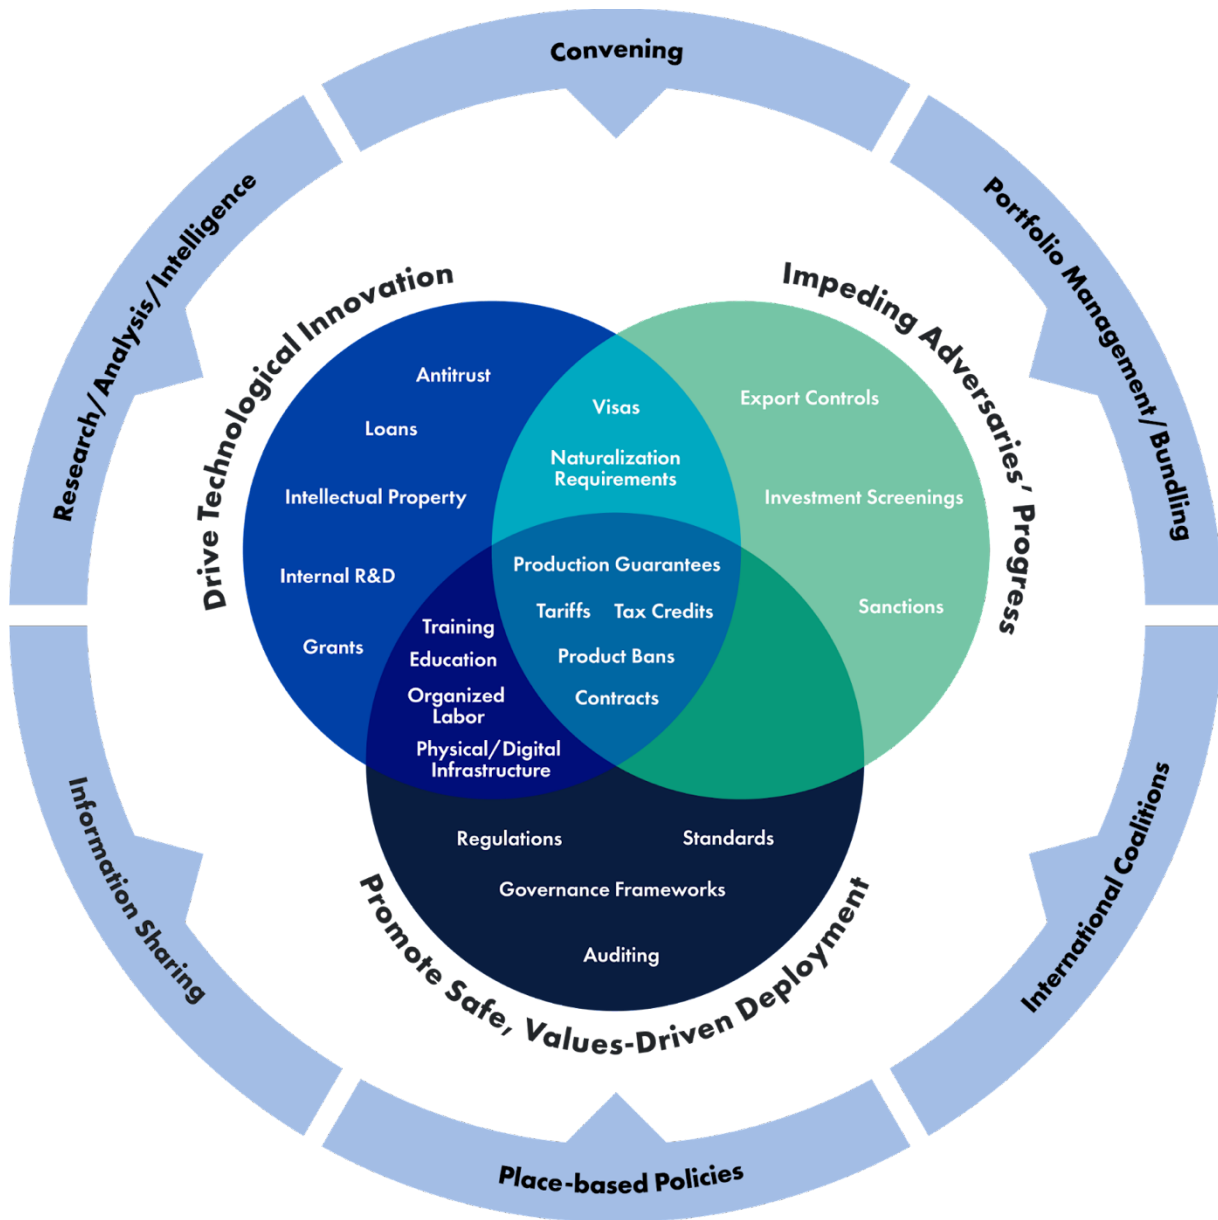 Convening
Research/Analysis/Intelligence
Portfolio Management/Bundling
Drive Technological Innovation
Impeding Adversaries’ Progress
Antitrust
Loans
Intellectual Property
Internal R&D
Grants
Visas
Naturalization
Requirements
Export Controls
Investment Screenings
Sanctions
Production Guarantees
Tariffs Tax Credits
Product Bans
Contracts
Training
Education
Organized
Labor
Physical/Digital
Infrastructure
Regulations Standards
Governance Frameworks
Auditing
Promote Safe, Values-Driven Deployment
Information Sharing
International Coalitions
Place-based Policies